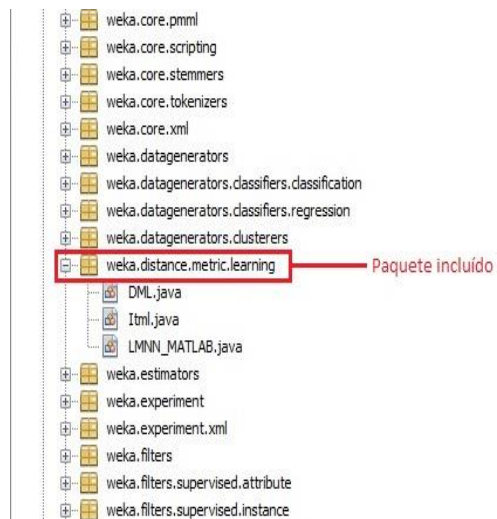 weka.core.pmml
weka.core.scripting
weka.core.stemmers
weka.core.tokenizers
weka.core.xml
weka.datagenerators
weka.datagenerators.classifiers.classification
weka.datagenerators.classifiers.regression
weka.datagenerators.clusterers
weka.distance.metric.learning Paquete incluído
DML.java
Itml.java
LMNN_MATLAB.java
weka.estimators
weka.experiment
weka.experiment.xml
weka.filters
weka.filters.supervised.attribute
weka.filters.supervised.instance